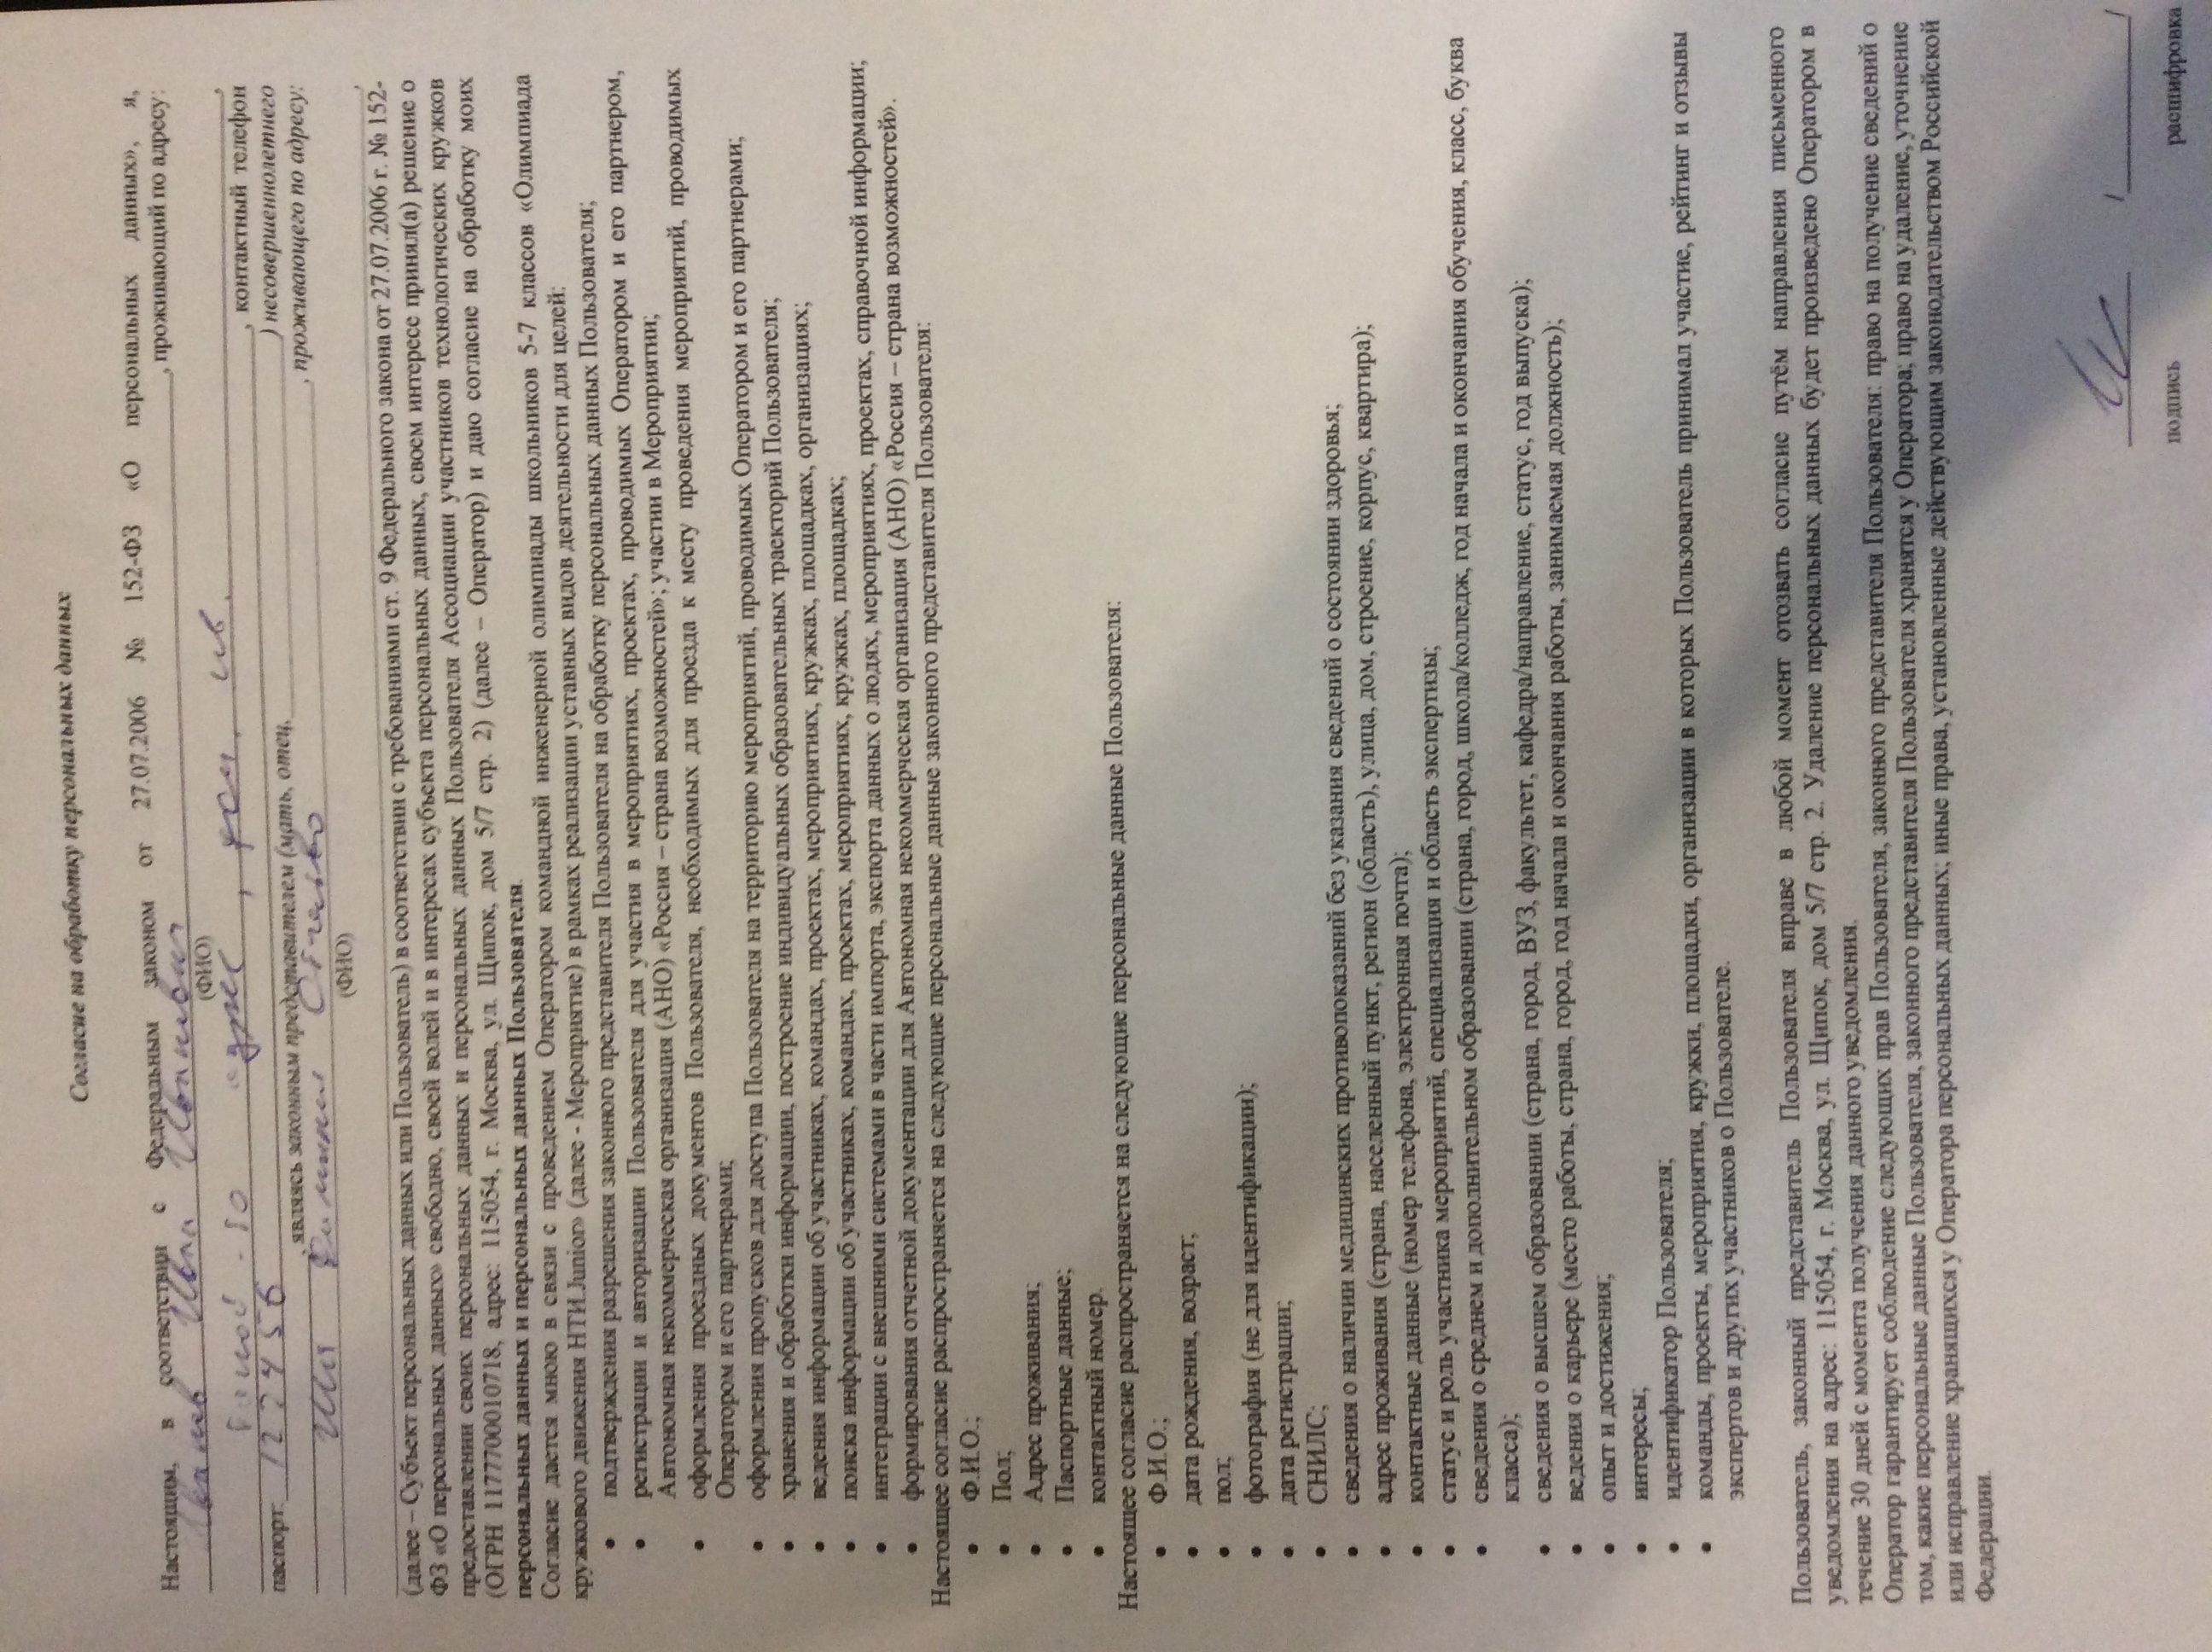 Согласие на обработку персональных данных
Настоящим, в соответствии с Федеральным законом от 27.07.2006 № 152-ФЗ «О персональных данных», я,
Иванов Иван Иванович, проживающий по адресу:
(ФИО)
такой-то адрес, дом, кв.,
паспорт: 123456, контактный телефон
, являясь законным представителем (мать, отец, ) несовершеннолетнего
Имя Фамилия Отчество, проживающего по адресу:
(ФИО)
,
(далее – Субъект персональных данных или Пользователь) в соответствии с требованиями ст. 9 Федерального закона от 27.07.2006 г. № 152-
ФЗ «О персональных данных» свободно, своей волей и в интересах субъекта персональных данных, своем интересе принял(а) решение о
предоставлении своих персональных данных и персональных данных Пользователя Ассоциации участников технологических кружков
(ОГРН 1177700010718, адрес: 115054, г. Москва, ул. Щипок, дом 5/7 стр. 2) (далее – Оператор) и даю согласие на обработку моих
персональных данных и персональных данных Пользователя.
Согласие дается мною в связи с проведением Оператором командной инженерной олимпиады школьников 5-7 классов «Олимпиада
кружкового движения НТИ.Junior» (далее - Мероприятие) в рамках реализации уставных видов деятельности для целей:
• подтверждения разрешения законного представителя Пользователя на обработку персональных данных Пользователя;
• регистрации и авторизации Пользователя для участия в мероприятиях, проектах, проводимых Оператором и его партнером,
Автономная некоммерческая организация (АНО) «Россия – страна возможностей»; участии в Мероприятии;
• оформления проездных документов Пользователя, необходимых для проезда к месту проведения мероприятий, проводимых
Оператором и его партнерами;
• оформления пропусков для доступа Пользователя на территорию мероприятий, проводимых Оператором и его партнерами;
• хранения и обработки информации, построение индивидуальных образовательных траекторий Пользователя;
• ведения информации об участниках, командах, проектах, мероприятиях, кружках, площадках, организациях;
• поиска информации об участниках, командах, проектах, мероприятиях, кружках, площадках;
• интеграции с внешними системами в части импорта, экспорта данных о людях, мероприятиях, проектах, справочной информации;
• формирования отчетной документации для Автономная некоммерческая организация (АНО) «Россия – страна возможностей».
Настоящее согласие распространяется на следующие персональные данные законного представителя Пользователя:
• Ф.И.О.;
• Пол;
• Адрес проживания;
• Паспортные данные;
• контактный номер.
Настоящее согласие распространяется на следующие персональные данные Пользователя:
• Ф.И.О.;
• дата рождения, возраст;
• пол;
• фотография (не для идентификации);
• дата регистрации;
• СНИЛС;
• сведения о наличии медицинских противопоказаний без указания сведений о состоянии здоровья;
• адрес проживания (страна, населенный пункт, регион (область), улица, дом, строение, корпус, квартира);
• контактные данные (номер телефона, электронная почта);
• статус и роль участника мероприятий, специализация и область экспертизы;
• сведения о среднем и дополнительном образовании (страна, город, школа/колледж, год начала и окончания обучения, класс, буква
класса);
• сведения о высшем образовании (страна, город, ВУЗ, факультет, кафедра/направление, статус, год выпуска);
• ведения о карьере (место работы, страна, город, год начала и окончания работы, занимаемая должность);
• опыт и достижения;
• интересы;
• идентификатор Пользователя;
• команды, проекты, мероприятия, кружки, площадки, организации в которых Пользователь принимал участие, рейтинг и отзывы
экспертов и других участников о Пользователе.
Пользователь, законный представитель Пользователя вправе в любой момент отозвать согласие путём направления письменного
уведомления на адрес: 115054, г. Москва, ул. Щипок, дом 5/7 стр. 2. Удаление персональных данных будет произведено Оператором в
течение 30 дней с момента получения данного уведомления.
Оператор гарантирует соблюдение следующих прав Пользователя, законного представителя Пользователя: право на получение сведений о
том, какие персональные данные Пользователя, законного представителя Пользователя хранятся у Оператора; право на удаление, уточнение
или исправление хранящихся у Оператора персональных данных; иные права, установленные действующим законодательством Российской
Федерации.
/ /
подпись расшифровка